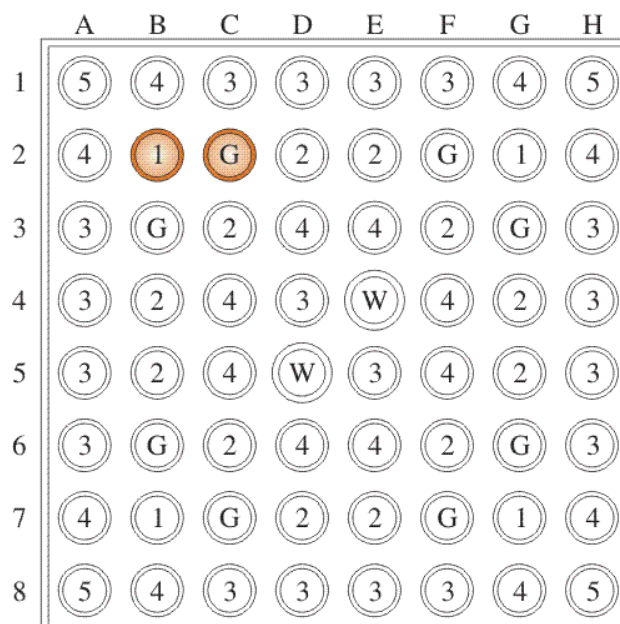 A B C D E F G H
1 5 4 3 3 3 3 4 5
2 4 1 G 2 2 G 1 4
3 3 G 2 4 4 2 G 3
4 3 2 4 3 W 4 2 3
5 3 2 4 W 3 4 2 3
6 3 G 2 4 4 2 G 3
7 4 1 G 2 2 G 1 4
8 5 4 3 3 3 3 4 5